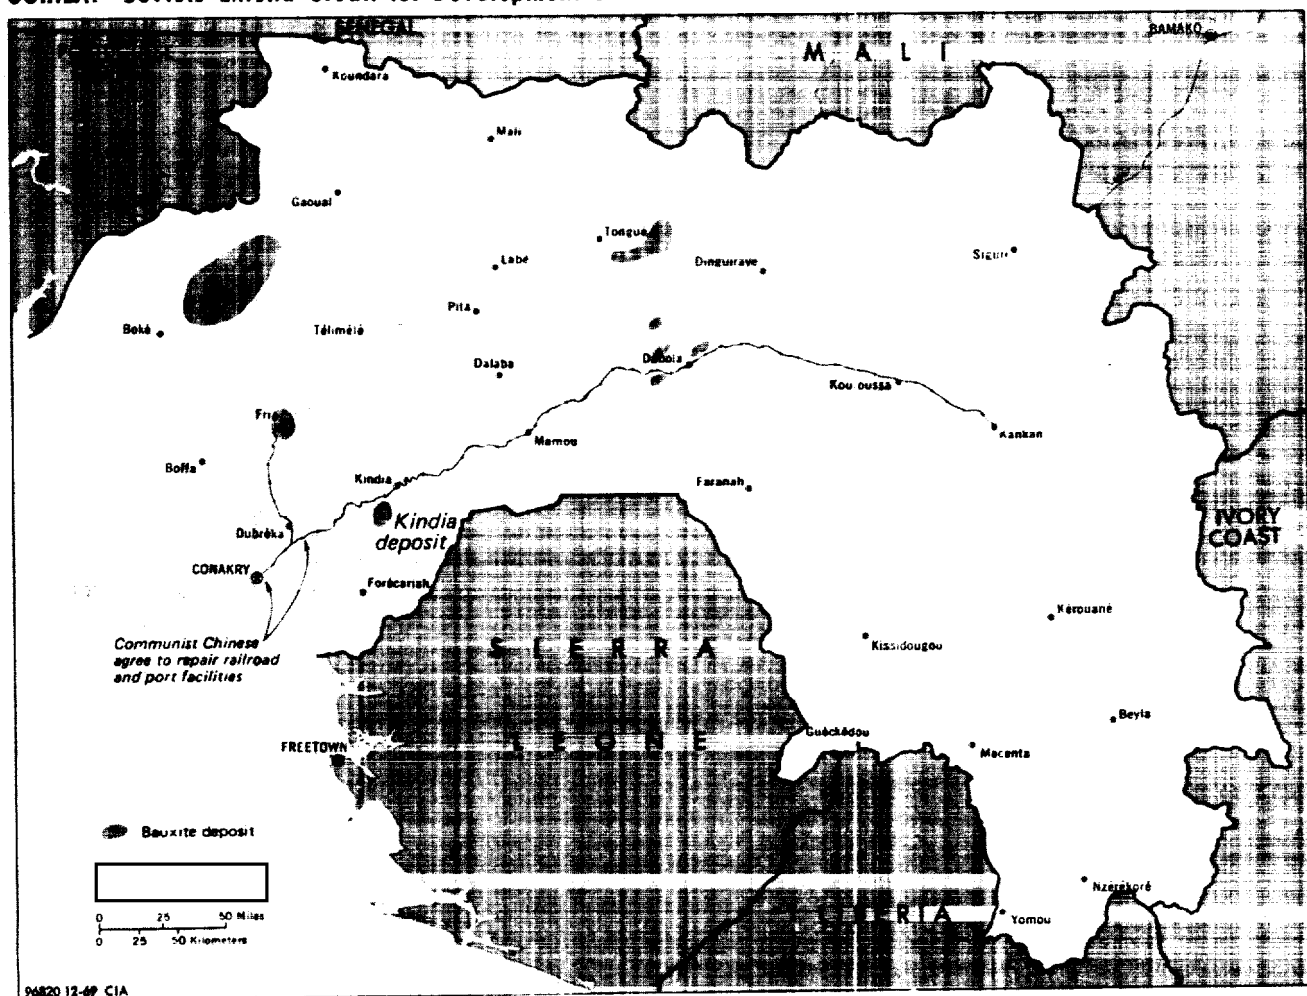 SENEGAL
MALI
BAMAKO
Koundara
Mali
Gaoual
Tougué
Labé
Dinguiraye
Siguiri
Pita
Boké
Télimélé
Dabola
Dalaba
Kouroussa
Kankan
Mamou
Boffa
Kindia
Faranah
Kindia
deposit
IVORY
COAST
Dubréka
CONAKRY
Forécariah
Kérouané
Communist Chinese
agree to repair railroad
and port facilities
SIERRA
LEONE
Kissidougou
Beyla
Guéckédou
Macenta
FREETOWN
Bauxite deposit
0 25 50 Miles
0 25 50 Kilometers
Nzérékoré
LIBERIA
Yomou
96820 12-69 CIA